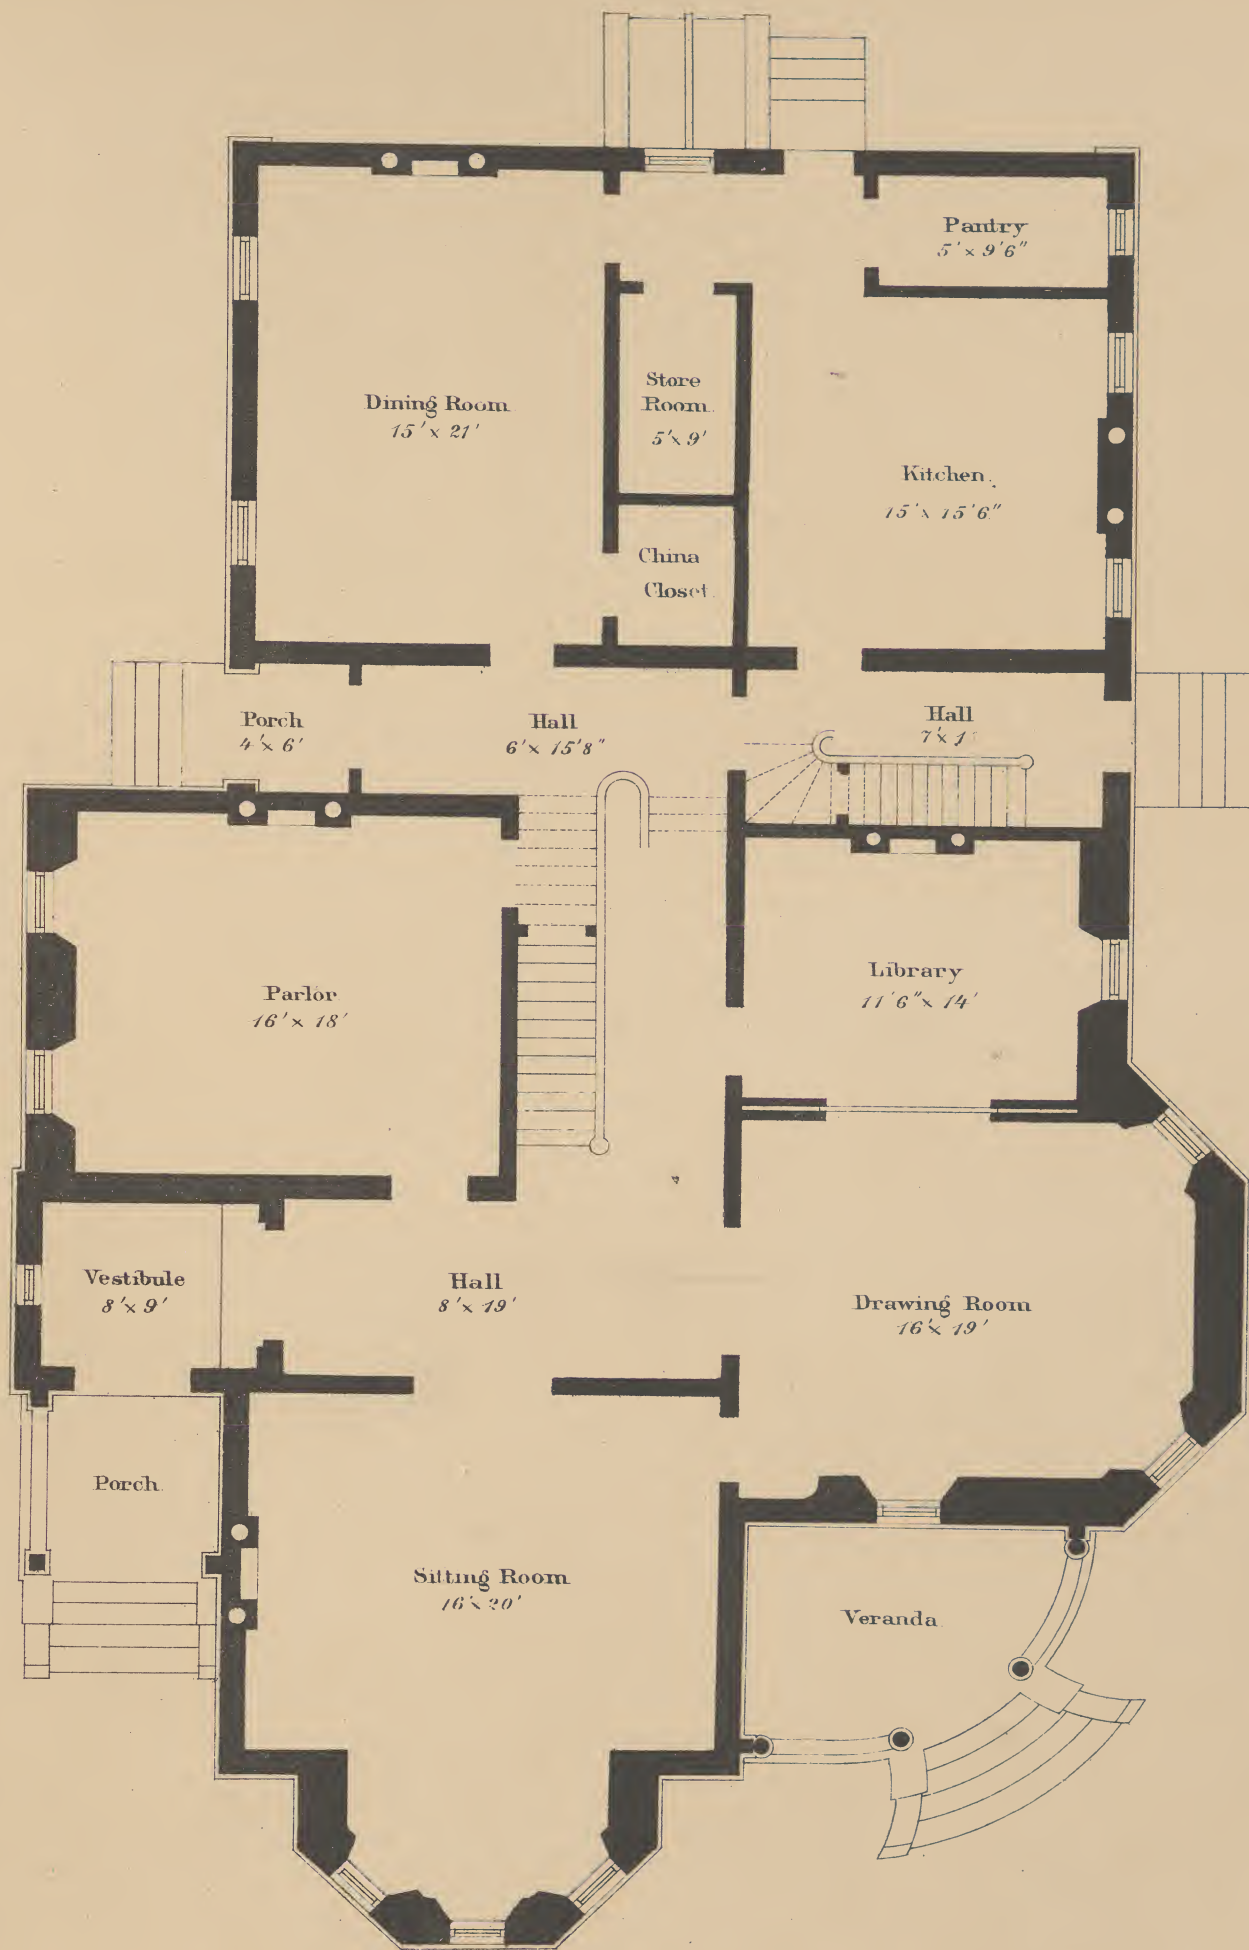 Pantry
5' x 9'6"
Store
Room.
5' x 9'
Dining Room
15' x 21'
Kitchen.
15' x 15'6"
China
Closet.
Porch
4' x 6'
Hall
6' x 15'8"
Hall
Library
11'6" x 14'
Parlor
16' x 18'
Vestibule
8' x 9'
Hall
8' x 19'
Drawing Room
16' x 19'
Porch.
Sitting Room
16' x 20'
Veranda